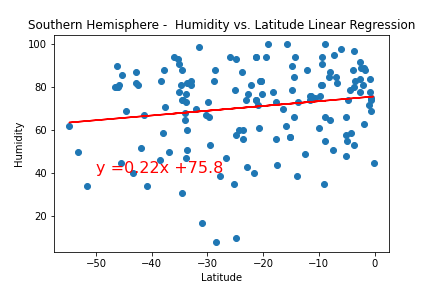 Southern Hemisphere -  Humidity vs. Latitude Linear Regression
100
80
60
40
20
Humidity
y =0.22x +75.8
−50
−40
−30
−20
−10
0
Latitude